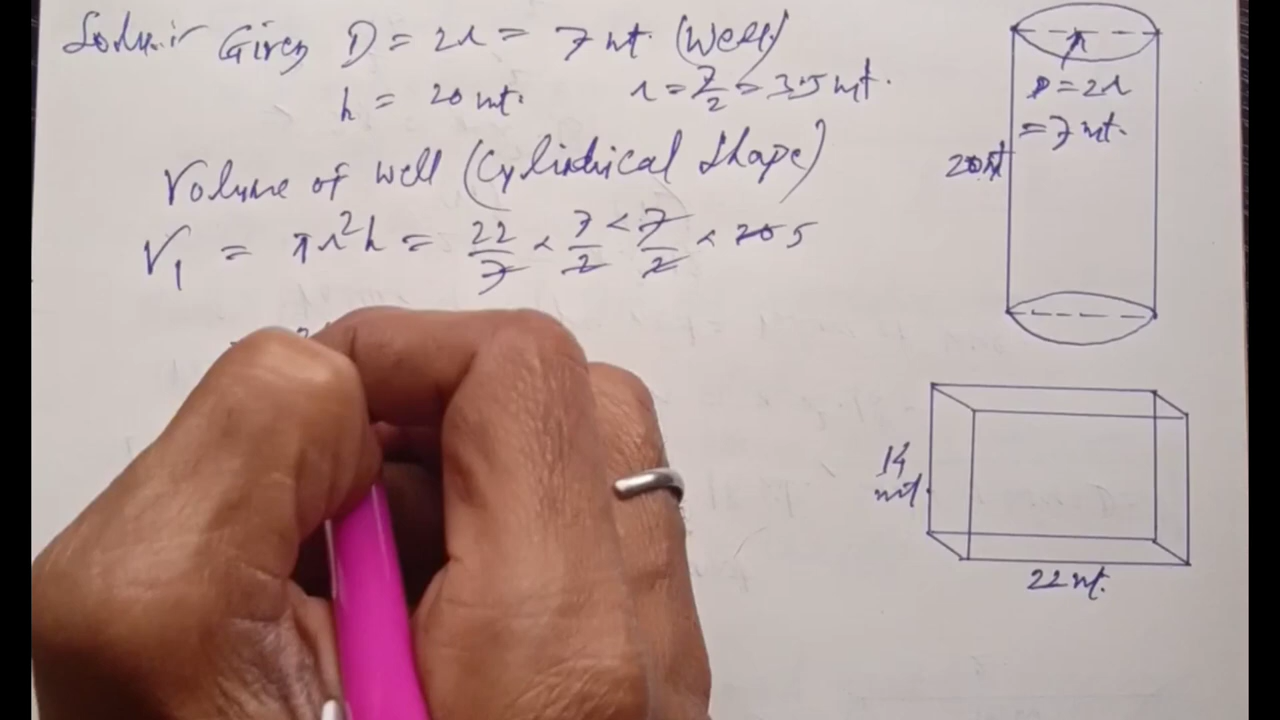 Solu:- Given D = 2r = 7 mt. (Well)
h = 20 mt. r = 7/2 = 3.5 mt.
Volume of well (Cylindrical Shape)
V₁ = πr²h = 22/7 × 7/2 × 7/2 × 20 5
r
D = 2r
= 7 mt.
20 mt
14
mt.
22 mt.